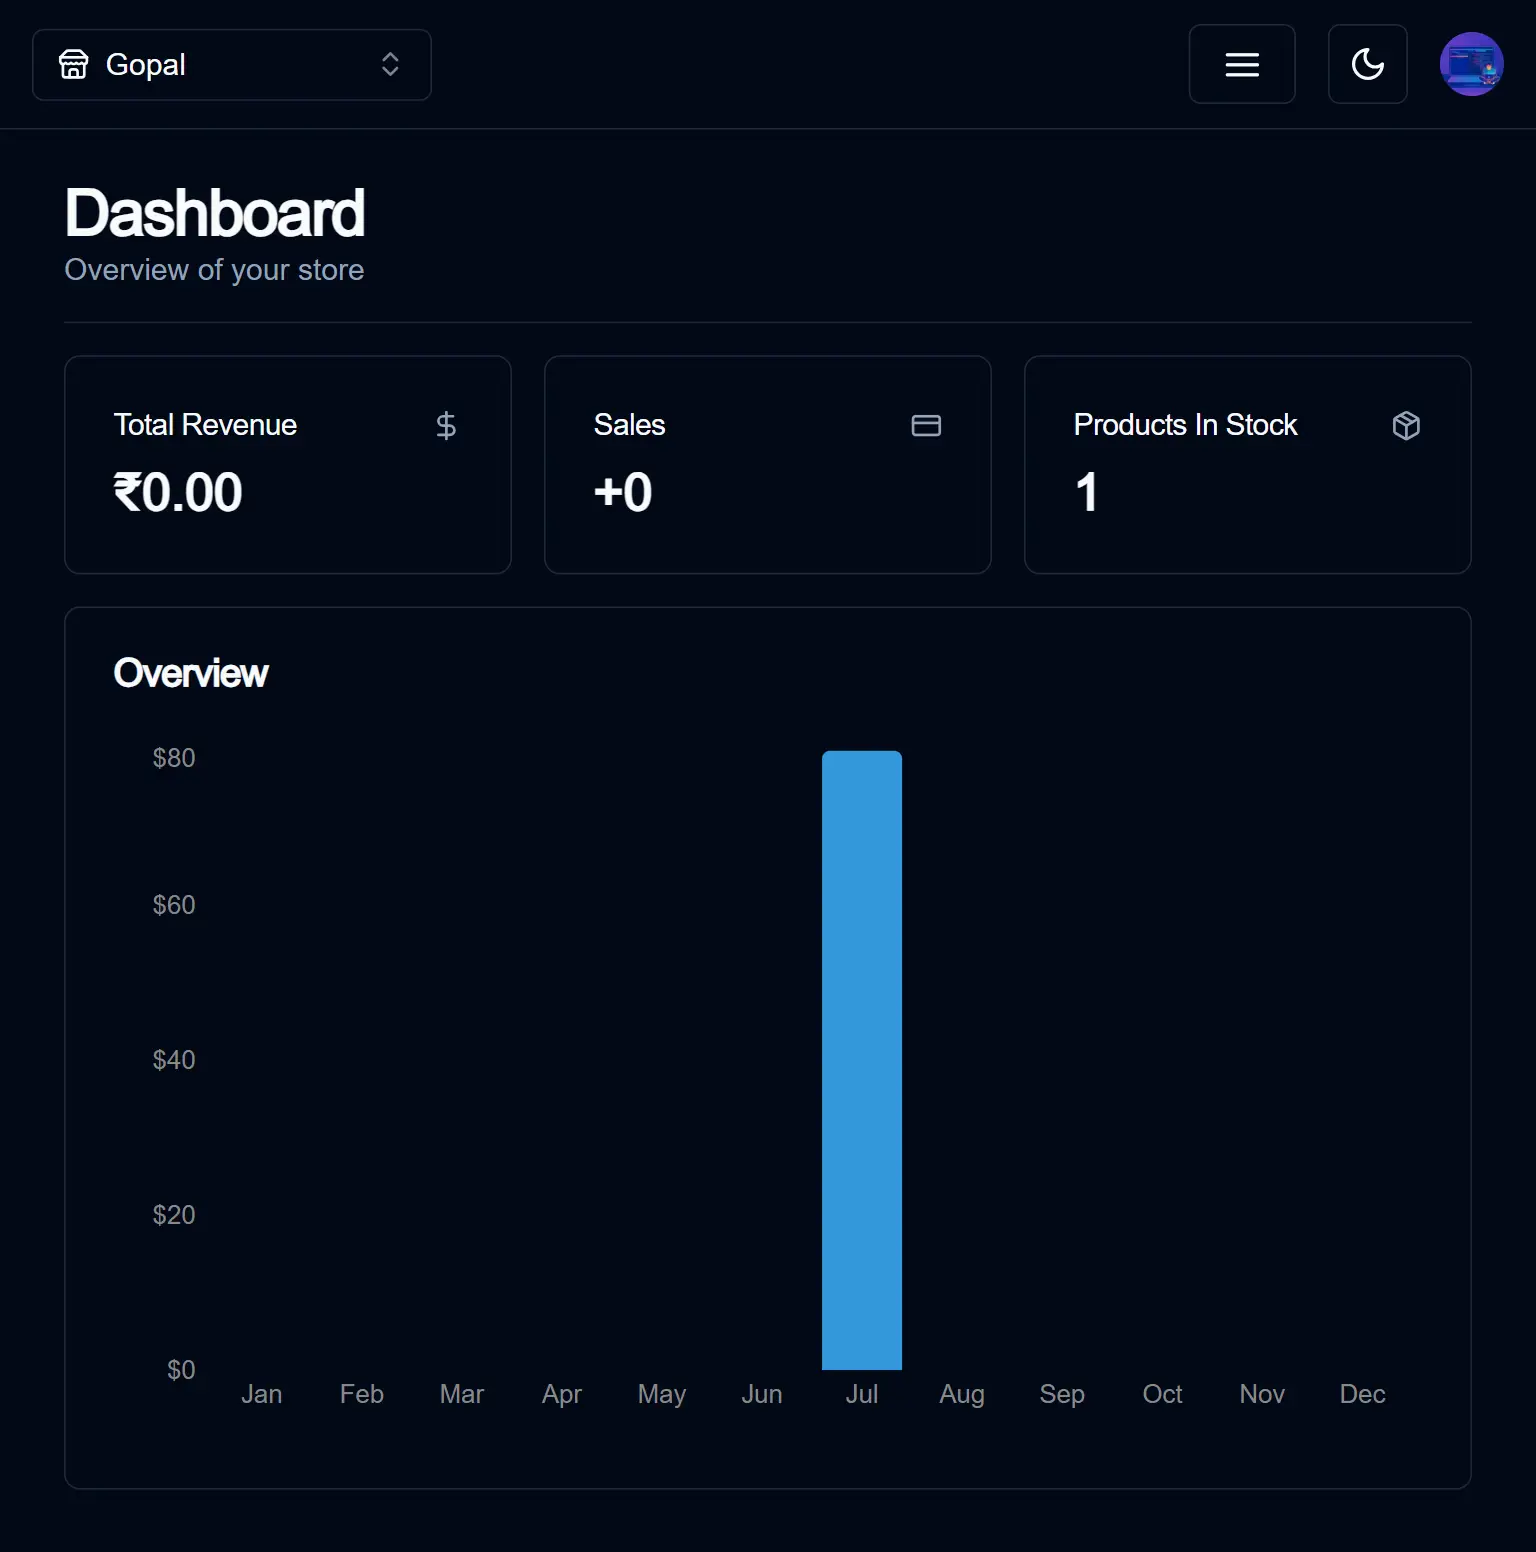 Gopal
Dashboard
Overview of your store
Total Revenue
₹0.00
Sales
+0
Products In Stock
1
Overview
$80
$60
$40
$20
$0
Jan Feb Mar Apr May Jun Jul Aug Sep Oct Nov Dec